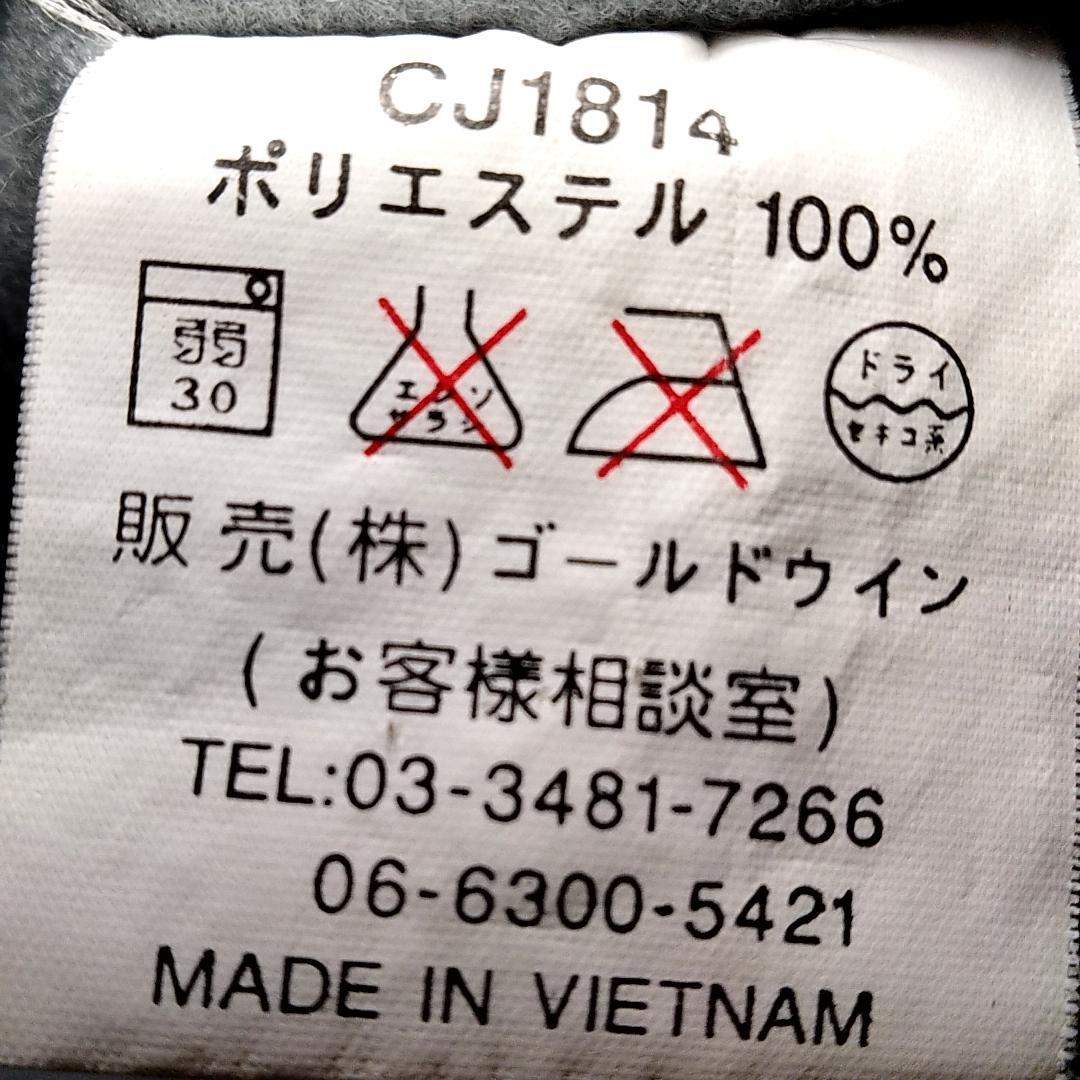 CJ1814
ポリエステル 100%
弱
30
エンソ
サラシ
ドライ
セキユ系
販売(株)ゴールドウイン
(お客様相談室)
TEL:03-3481-7266
06-6300-5421
MADE IN VIETNAM